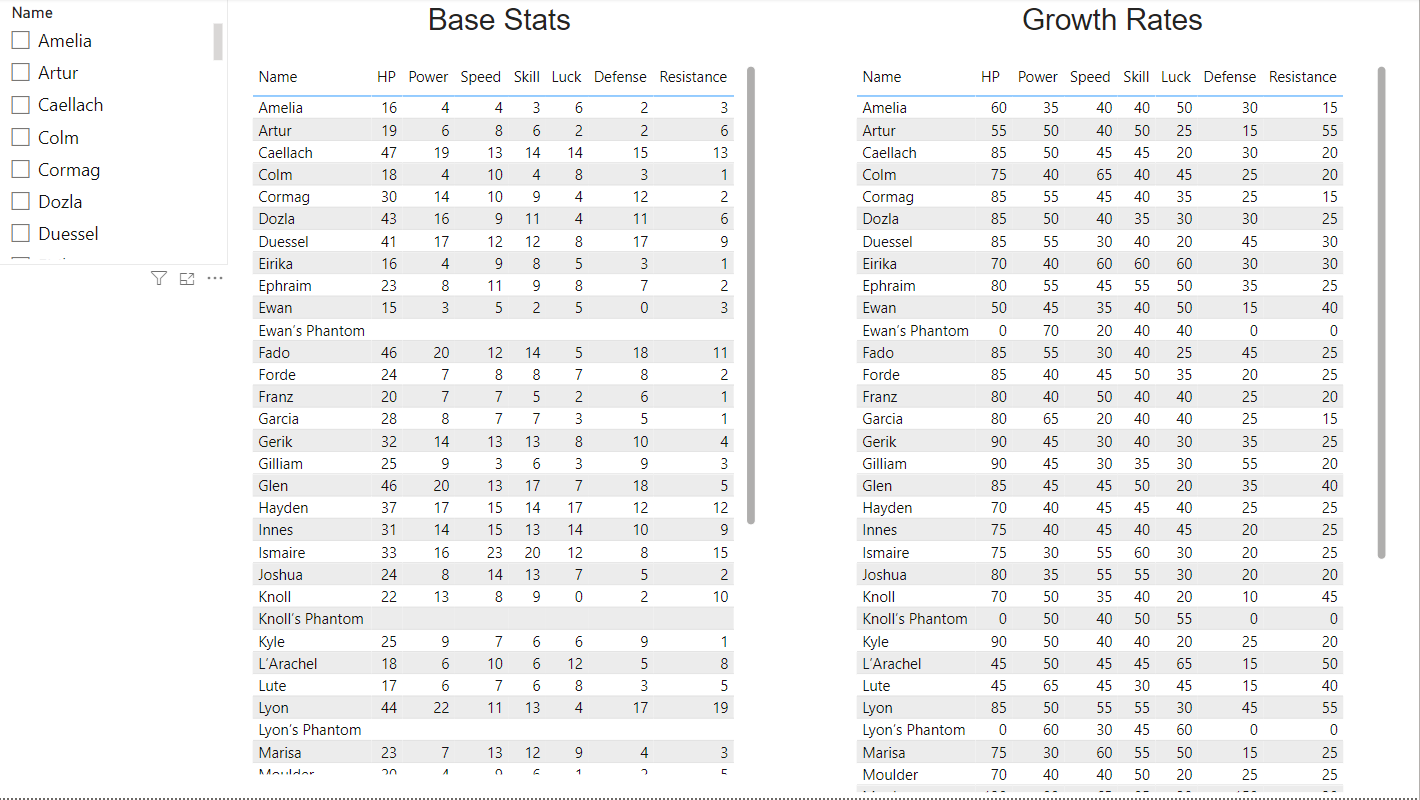 Name
Amelia
Artur
Caellach
Colm
Cormag
Dozla
Duessel
Base Stats
Name HP Power Speed Skill Luck Defense Resistance
Amelia 16 4 4 3 6 2 3
Artur 19 6 8 6 2 2 6
Caellach 47 19 13 14 14 15 13
Colm 18 4 10 4 8 3 1
Cormag 30 14 10 9 4 12 2
Dozla 43 16 9 11 4 11 6
Duessel 41 17 12 12 8 17 9
Eirika 16 4 9 8 5 3 1
Ephraim 23 8 11 9 8 7 2
Ewan 15 3 5 2 5 0 3
Ewan's Phantom
Fado 46 20 12 14 5 18 11
Forde 24 7 8 8 7 8 2
Franz 20 7 7 5 2 6 1
Garcia 28 8 7 7 3 5 1
Gerik 32 14 13 13 8 10 4
Gilliam 25 9 3 6 3 9 3
Glen 46 20 13 17 7 18 5
Hayden 37 17 15 14 17 12 12
Innes 31 14 15 13 14 10 9
Ismaire 33 16 23 20 12 8 15
Joshua 24 8 14 13 7 5 2
Knoll 22 13 8 9 0 2 10
Knoll's Phantom
Kyle 25 9 7 6 6 9 1
L'Arachel 18 6 10 6 12 5 8
Lute 17 6 7 6 8 3 5
Lyon 44 22 11 13 4 17 19
Lyon's Phantom
Marisa 23 7 13 12 9 4 3
Moulder 20 4 9 6 1 2 5
Growth Rates
Name HP Power Speed Skill Luck Defense Resistance
Amelia 60 35 40 40 50 30 15
Artur 55 50 40 50 25 15 55
Caellach 85 50 45 45 20 30 20
Colm 75 40 65 40 45 25 20
Cormag 85 55 45 40 35 25 15
Dozla 85 50 40 35 30 30 25
Duessel 85 55 30 40 20 45 30
Eirika 70 40 60 60 60 30 30
Ephraim 80 55 45 55 50 35 25
Ewan 50 45 35 40 50 15 40
Ewan's Phantom 0 70 20 40 40 0 0
Fado 85 55 30 40 25 45 25
Forde 85 40 45 50 35 20 25
Franz 80 40 50 40 40 25 20
Garcia 80 65 20 40 40 25 15
Gerik 90 45 30 40 30 35 25
Gilliam 90 45 30 35 30 55 20
Glen 85 45 45 50 20 35 40
Hayden 70 40 45 45 40 25 25
Innes 75 40 45 40 45 20 25
Ismaire 75 30 55 60 30 20 25
Joshua 80 35 55 55 30 20 20
Knoll 70 50 35 40 20 10 45
Knoll's Phantom 0 50 40 50 55 0 0
Kyle 90 50 40 40 20 25 20
L'Arachel 45 50 45 45 65 15 50
Lute 45 65 45 30 45 15 40
Lyon 85 50 55 55 30 45 55
Lyon's Phantom 0 60 30 45 60 0 0
Marisa 75 30 60 55 50 15 25
Moulder 70 40 40 50 20 25 25